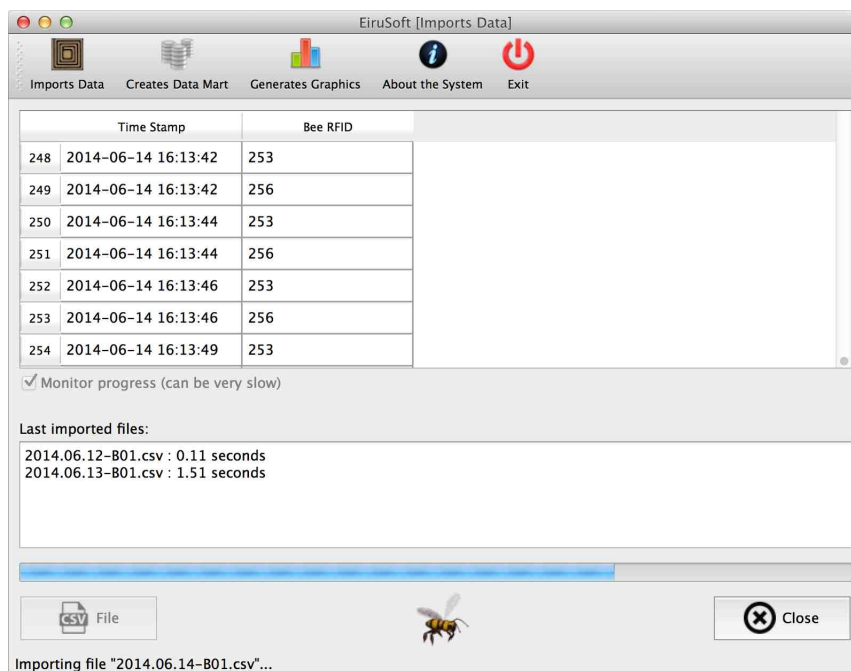 EiruSoft [Imports Data]
Imports Data Creates Data Mart Generates Graphics About the System Exit
Time Stamp Bee RFID
248 2014-06-14 16:13:42 253
249 2014-06-14 16:13:42 256
250 2014-06-14 16:13:44 253
251 2014-06-14 16:13:44 256
252 2014-06-14 16:13:46 253
253 2014-06-14 16:13:46 256
254 2014-06-14 16:13:49 253
Monitor progress (can be very slow)
Last imported files:
2014.06.12-B01.csv : 0.11 seconds
2014.06.13-B01.csv : 1.51 seconds
CSV File Close
Importing file "2014.06.14-B01.csv"...